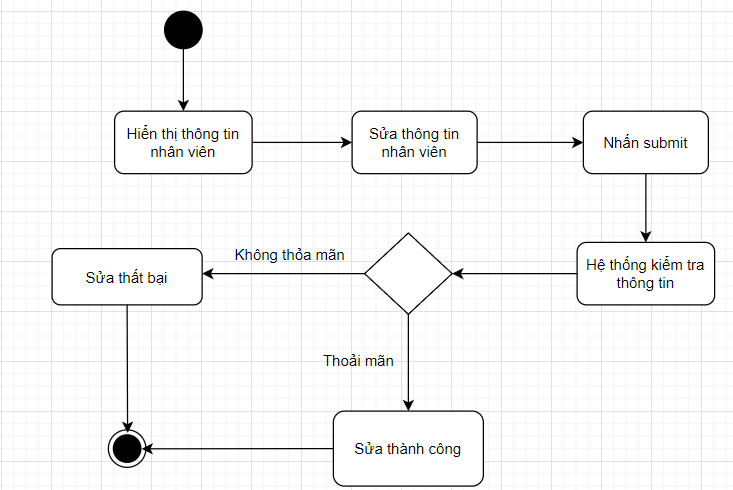 Hiển thị thông tin
nhân viên
Sửa thông tin
nhân viên
Nhấn submit
Hệ thống kiểm tra
thông tin
Không thỏa mãn
Sửa thất bại
Thoải mãn
Sửa thành công